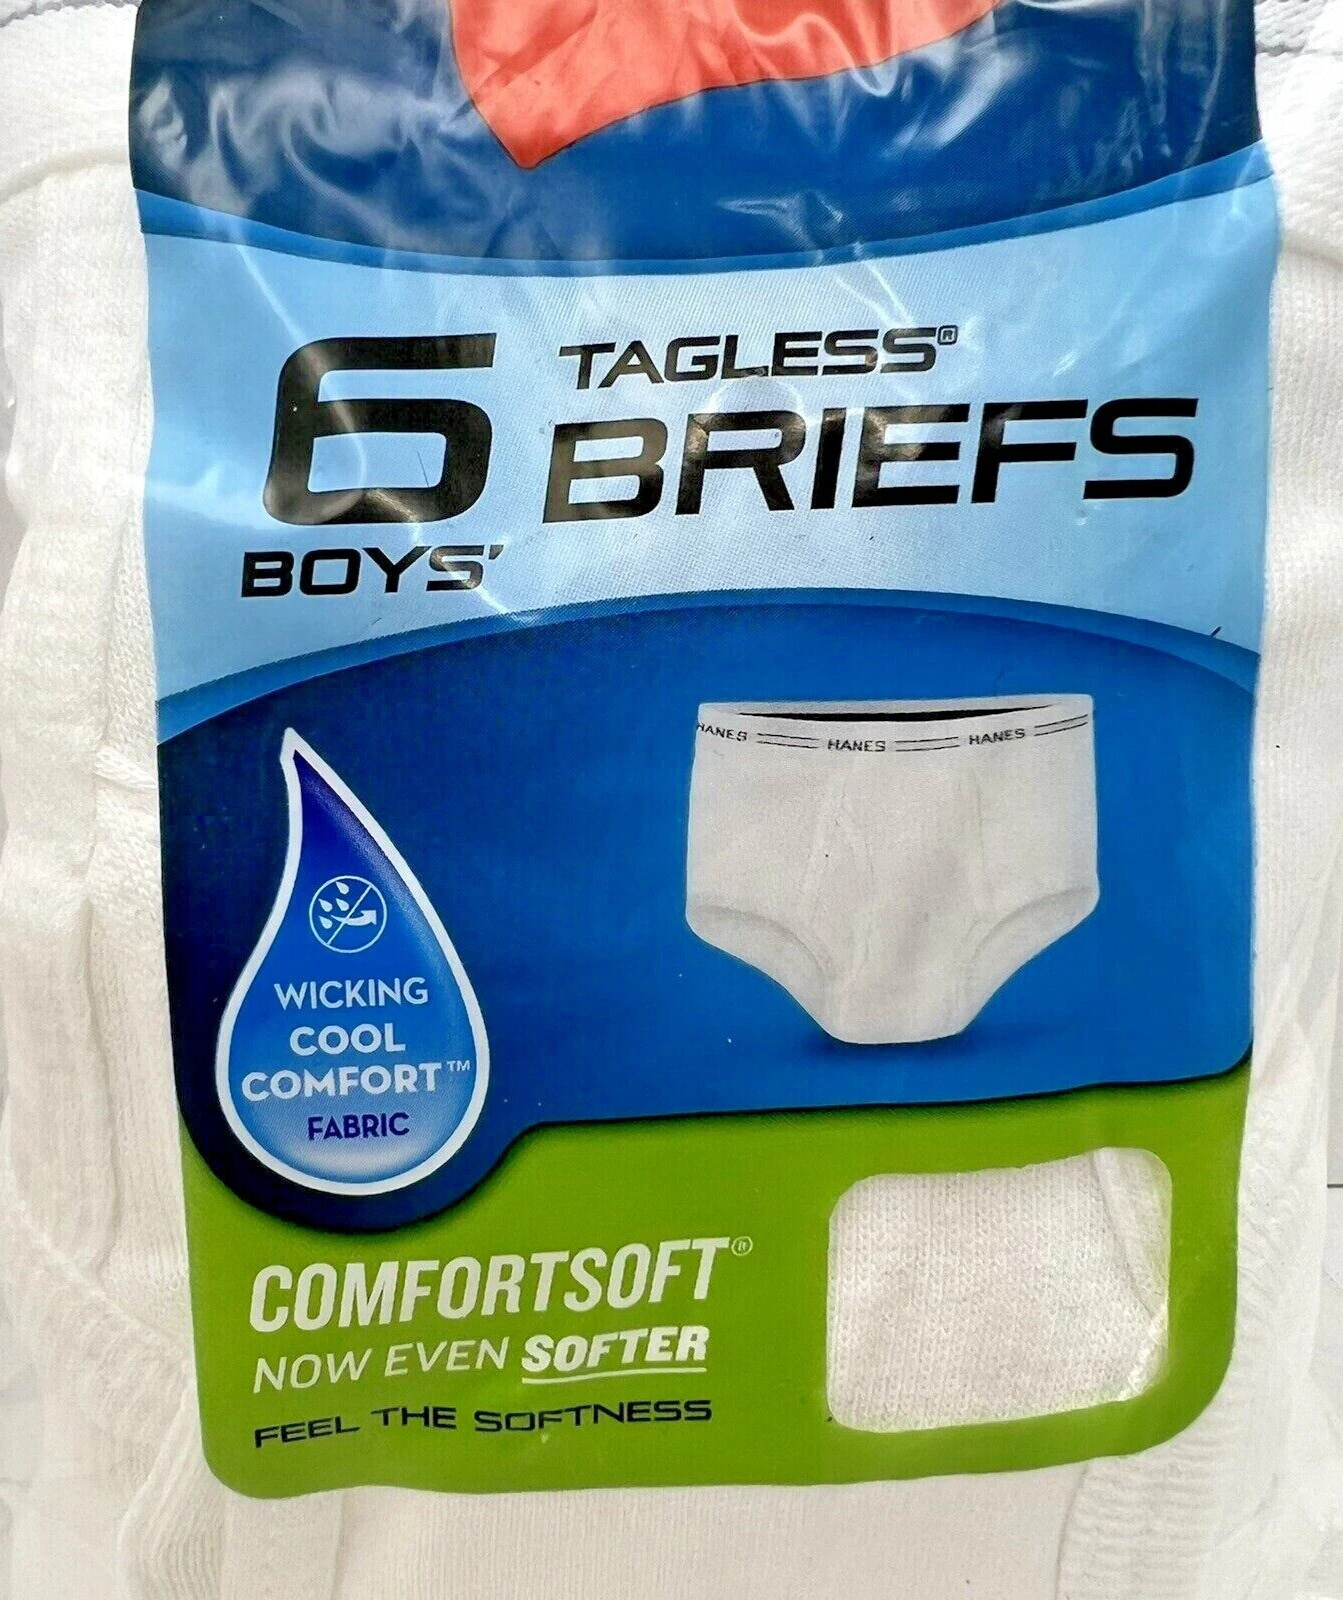 6
TAGLESS®
BRIEFS
BOYS'
HANES HANES HANES
WICKING
COOL
COMFORT™
FABRIC
COMFORTSOFT®
NOW EVEN SOFTER
FEEL THE SOFTNESS